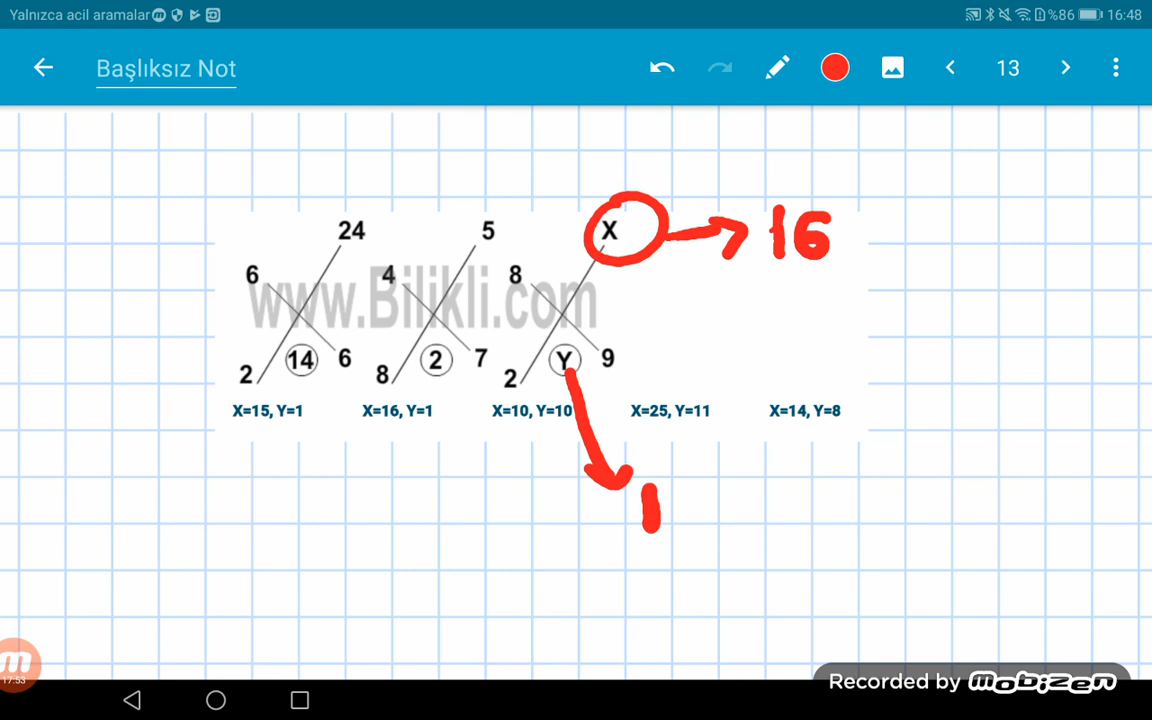 Yalnızca acil aramalar %86 16:48
Başlıksız Not 13
24 5 X → 16
6 4 8
www.Bilikli.com
2 14 6 8 2 7 2 Y 9
X=15, Y=1 X=16, Y=1 X=10, Y=10 X=25, Y=11 X=14, Y=8
1
17:53
Recorded by mobizen